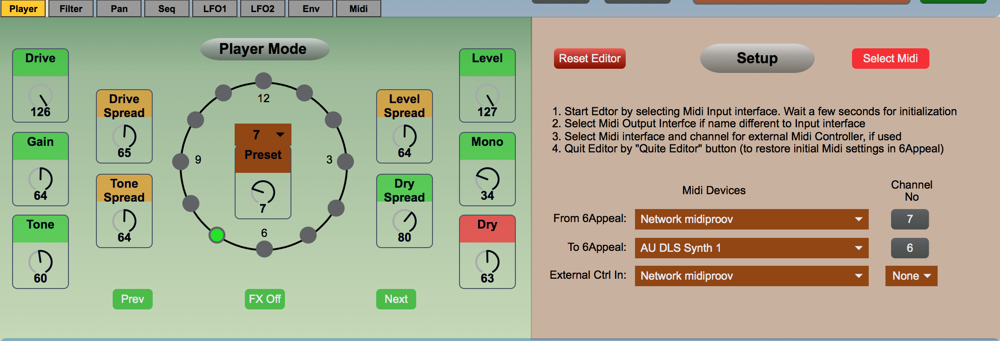 Player Filter Pan Seq LFO1 LFO2 Env Midi
Player Mode
Drive
126
Gain
64
Tone
60
Drive
Spread
65
Tone
Spread
64
12
9
3
6
7
Preset
7
Level
Spread
64
Dry
Spread
80
Level
127
Mono
34
Dry
63
Prev
FX Off
Next
Reset Editor
Setup
Select Midi
1. Start Edtor by selecting Midi Input interface. Wait a few seconds for initialization
2. Select Midi Output Interfce if name different to Input interface
3. Select Midi interface and channel for external Midi Controller, if used
4. Quit Editor by "Quite Editor" button (to restore initial Midi settings in 6Appeal)
Midi Devices
Channel
No
From 6Appeal: Network midiproov 7
To 6Appeal: AU DLS Synth 1 6
External Ctrl In: Network midiproov None